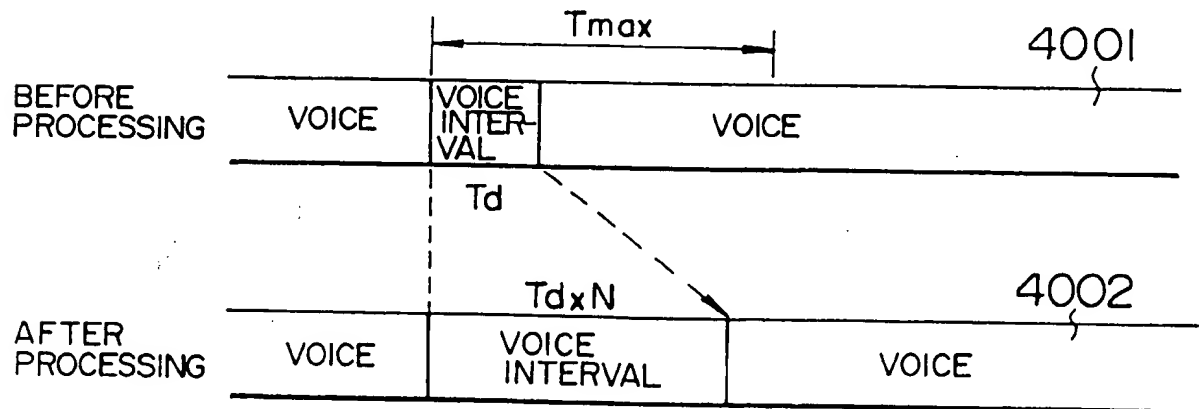 Tmax
4001
BEFORE
PROCESSING
VOICE
VOICE
INTER-
VAL
VOICE
Td
TdxN
4002
AFTER
PROCESSING
VOICE
VOICE
INTERVAL
VOICE